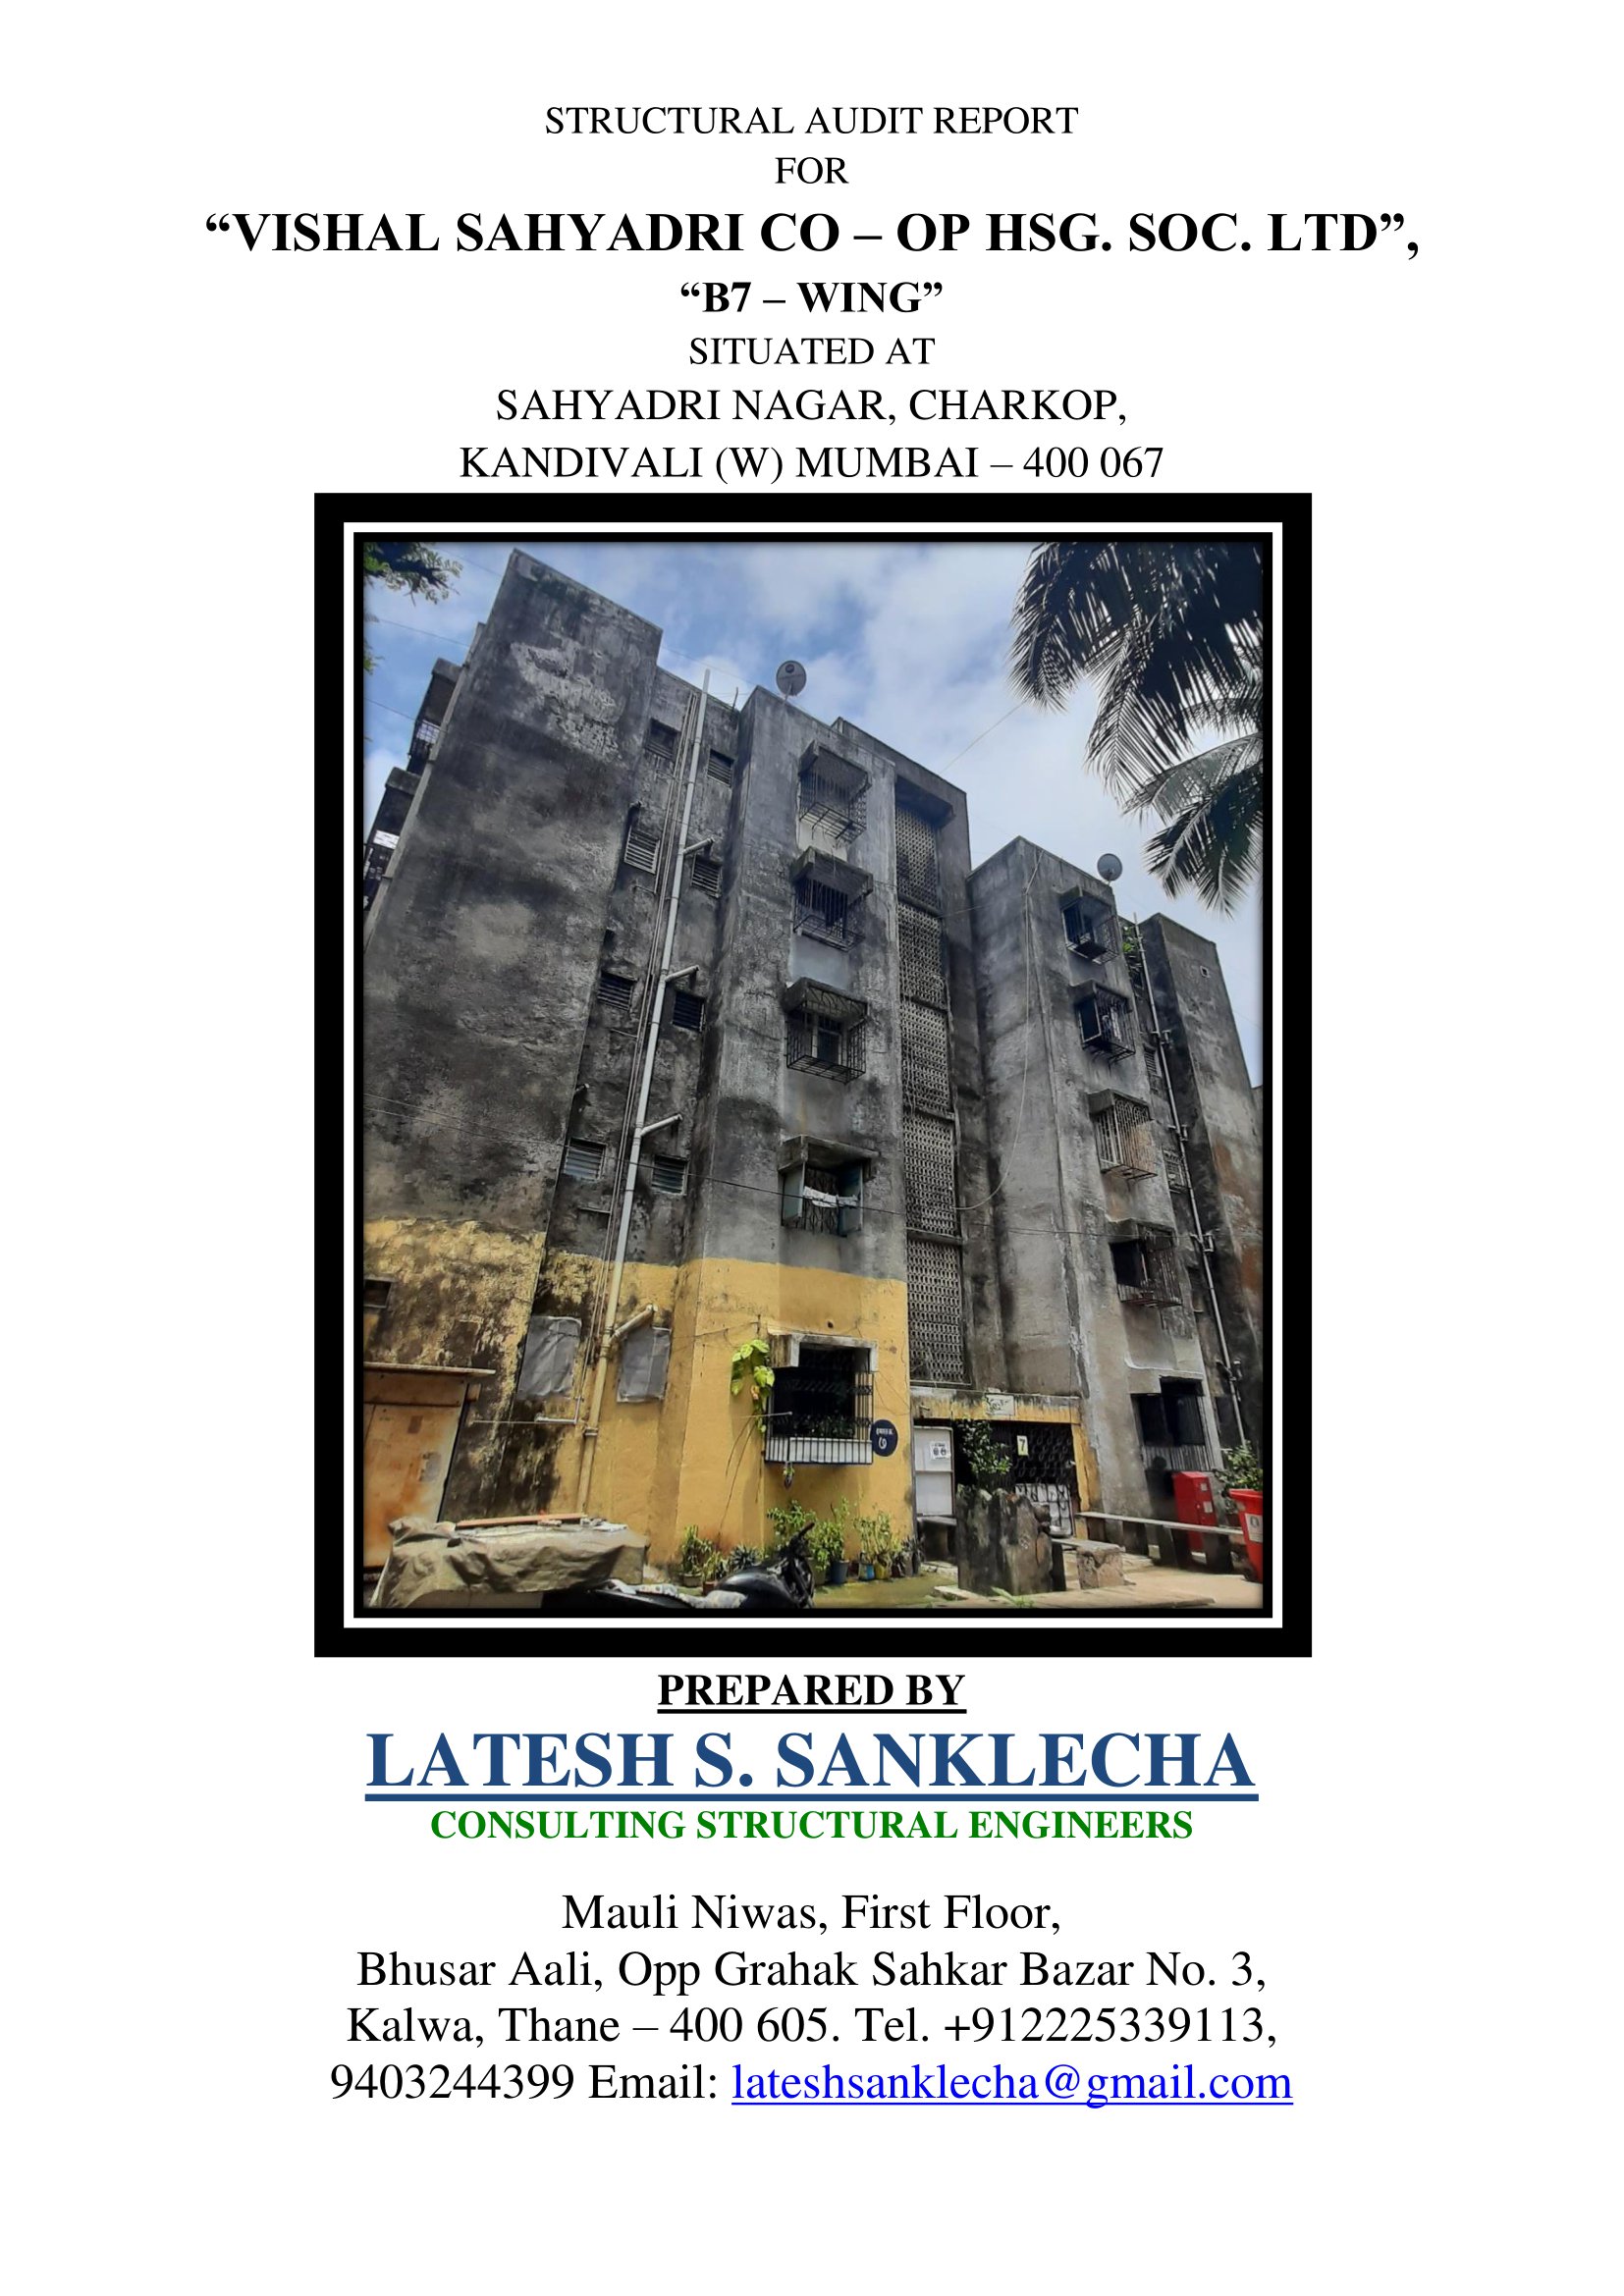 STRUCTURAL AUDIT REPORT
FOR
“VISHAL SAHYADRI CO – OP HSG. SOC. LTD”,
“B7 – WING”
SITUATED AT
SAHYADRI NAGAR, CHARKOP,
KANDIVALI (W) MUMBAI – 400 067
7
PREPARED BY
LATESH S. SANKLECHA
CONSULTING STRUCTURAL ENGINEERS
Mauli Niwas, First Floor,
Bhusar Aali, Opp Grahak Sahkar Bazar No. 3,
Kalwa, Thane – 400 605. Tel. +912225339113,
9403244399 Email: lateshsanklecha@gmail.com